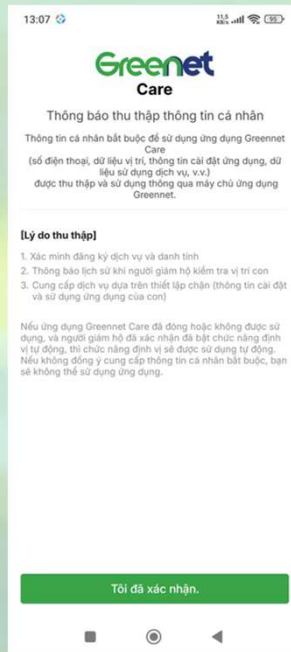 13:07
11,5
KB/s
95
Greenet
Care
Thông báo thu thập thông tin cá nhân
Thông tin cá nhân bắt buộc để sử dụng ứng dụng Greennet
Care
(số điện thoại, dữ liệu vị trí, thông tin cài đặt ứng dụng, dữ
liệu sử dụng dịch vụ, v.v.)
được thu thập và sử dụng thông qua máy chủ ứng dụng
Greennet.
[Lý do thu thập]
1. Xác minh đăng ký dịch vụ và danh tính
2. Thông báo lịch sử khi người giám hộ kiểm tra vị trí con
3. Cung cấp dịch vụ dựa trên thiết lập chặn (thông tin cài đặt
và sử dụng ứng dụng của con)
Nếu ứng dụng Greennet Care đã đóng hoặc không được sử
dụng, và người giám hộ đã xác nhận đã bật chức năng định
vị tự động, thì chức năng định vị sẽ được sử dụng tự động.
Nếu không đồng ý cung cấp thông tin cá nhân bắt buộc, bạn
sẽ không thể sử dụng ứng dụng.
Tôi đã xác nhận.